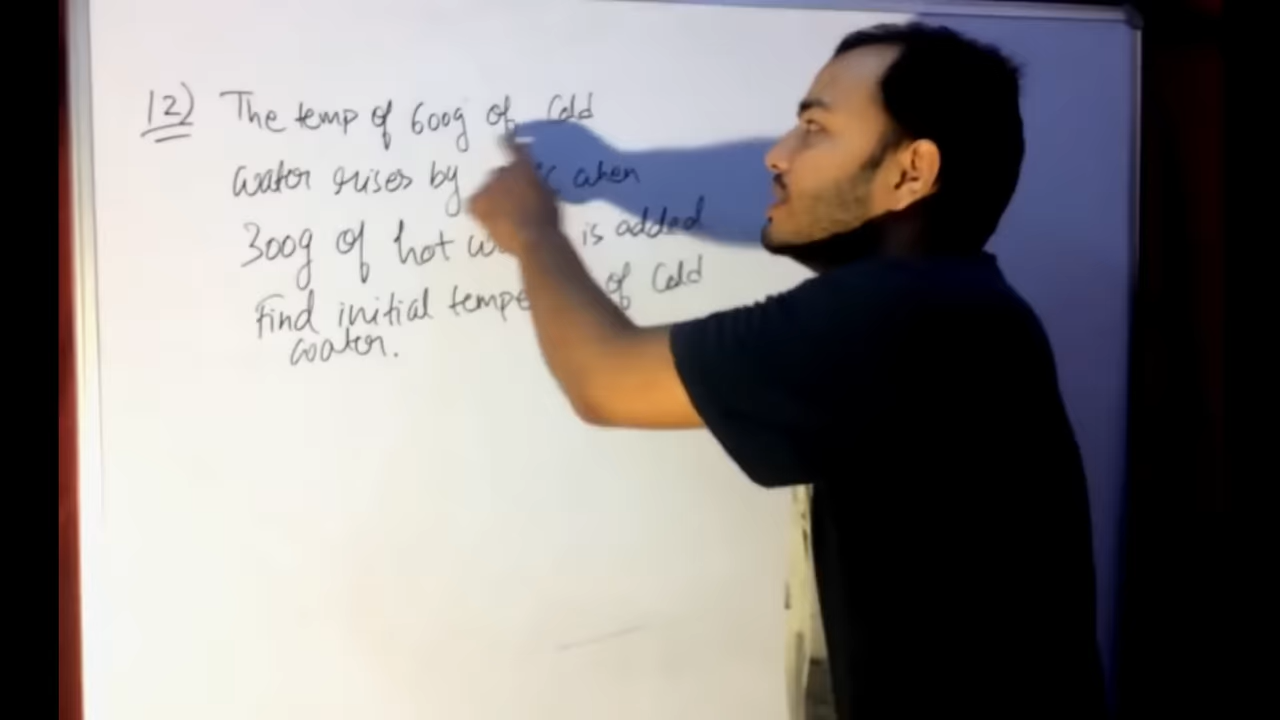 12) The temp of 600g of Cold
water rises by when
300g of hot is added
Find initial of Cold
water.